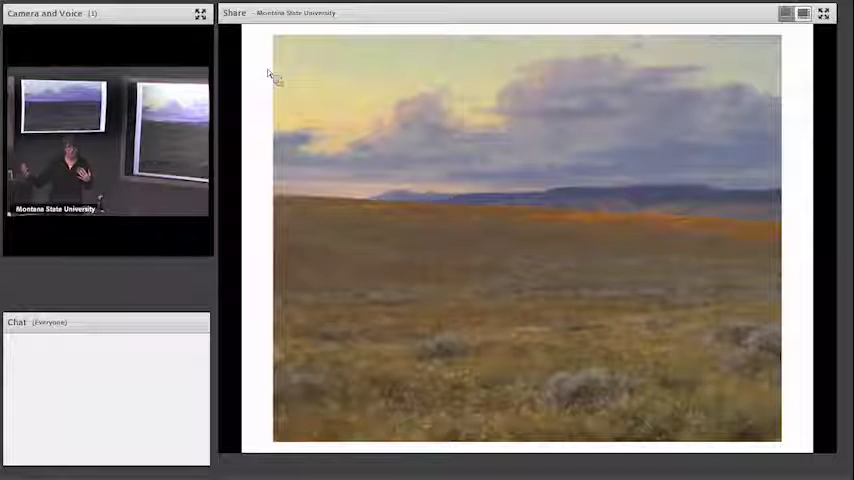 Camera and Voice (1)
Share - Montana State University
Montana State University
Chat (Everyone)